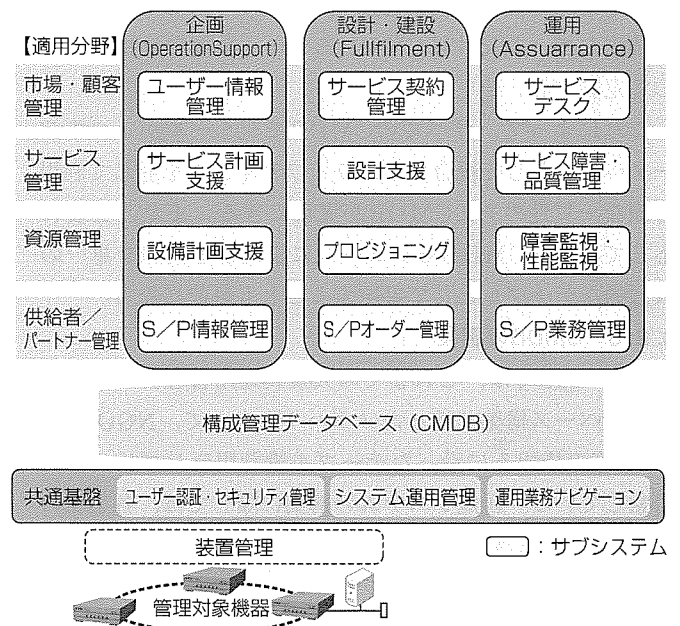 【適用分野】
企画
(OperationSupport)
設計・建設
(Fullfilment)
運用
(Assuarrance)
市場・顧客
管理
ユーザー情報
管理
サービス契約
管理
サービス
デスク
サービス
管理
サービス計画
支援
設計支援
サービス障害・
品質管理
資源管理
設備計画支援
プロビジョニング
障害監視・
性能監視
供給者／
パートナー管理
S／P情報管理
S／Pオーダー管理
S／P業務管理
構成管理データベース（CMDB）
共通基盤
ユーザー認証・セキュリティ管理
システム運用管理
運用業務ナビゲーョン
装置管理
：サブシステム
管理対象機器